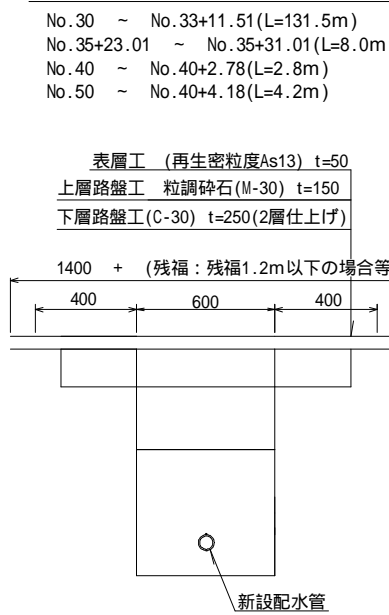 No.30 ~ No.33+11.51(L=131.5m)
No.35+23.01 ~ No.35+31.01(L=8.0m
No.40 ~ No.40+2.78(L=2.8m)
No.50 ~ No.40+4.18(L=4.2m)
表層工 (再生密粒度As13) t=50
上層路盤工 粒調砕石(M-30) t=150
下層路盤工(C-30) t=250(2層仕上げ)
1400 + (残福：残福1.2m以下の場合等
400 600 400
新設配水管